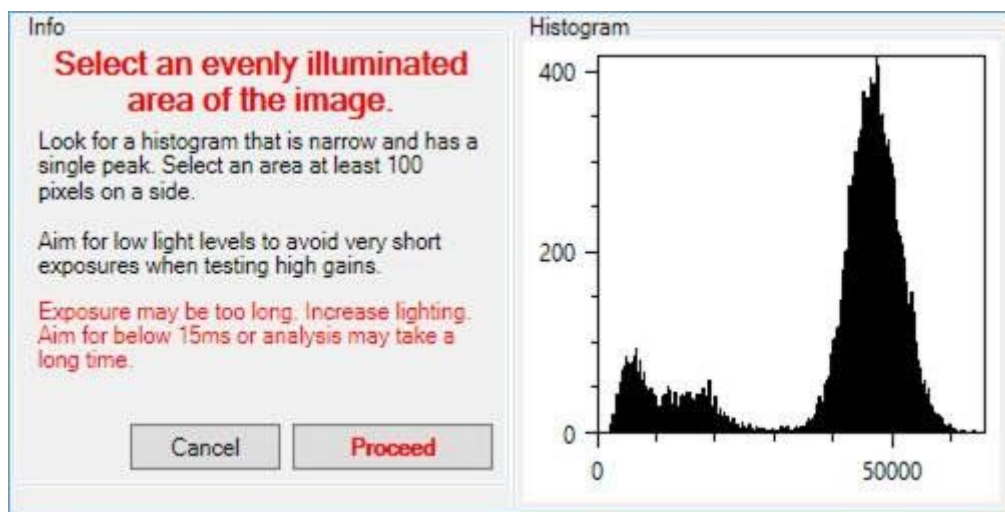 Info
Select an evenly illuminated
area of the image.
Look for a histogram that is narrow and has a
single peak. Select an area at least 100
pixels on a side.
Aim for low light levels to avoid very short
exposures when testing high gains.
Exposure may be too long. Increase lighting.
Aim for below 15ms or analysis may take a
long time.
Cancel
Proceed
Histogram
400
200
0
0
50000